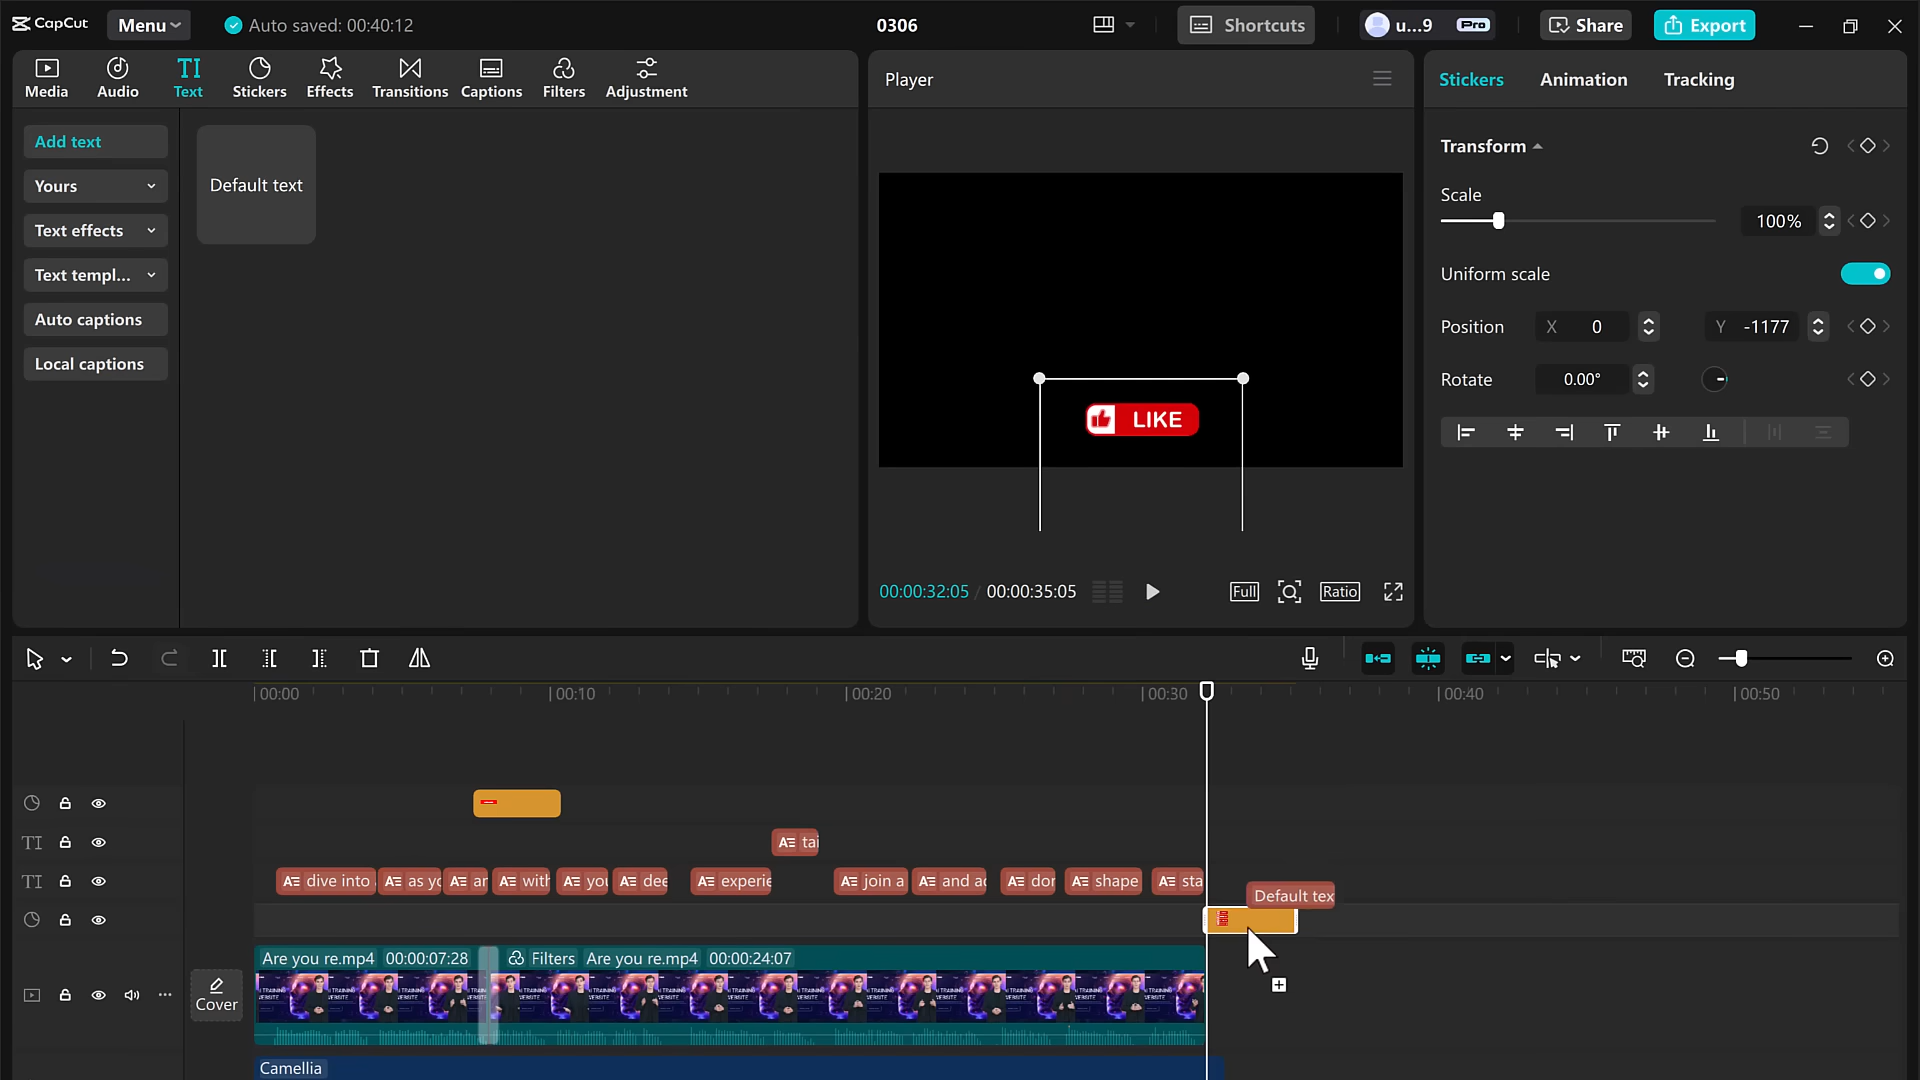 CapCut
Menu
Auto saved: 00:40:12
0306
Shortcuts
u...9
Pro
Share
Export
Media
Audio
TI
Text
Stickers
Effects
Transitions
Captions
Filters
Adjustment
Add text
Yours
Text effects
Text templ...
Auto captions
Local captions
Default text
Player
LIKE
00:00:32:05 / 00:00:35:05
Full
Ratio
Stickers
Animation
Tracking
Transform
Scale
100%
Uniform scale
Position
X 0
Y -1177
Rotate
0.00°
00:00
00:10
00:20
00:30
00:40
00:50
TI
A tai
TI
A dive into
A as yo
A ar
A with
A you
A dee
A experie
A join a
A and a
A dor
A shape
A sta
Default tex
Are you re.mp4 00:00:07:28
Filters Are you re.mp4 00:00:24:07
Cover
Camellia